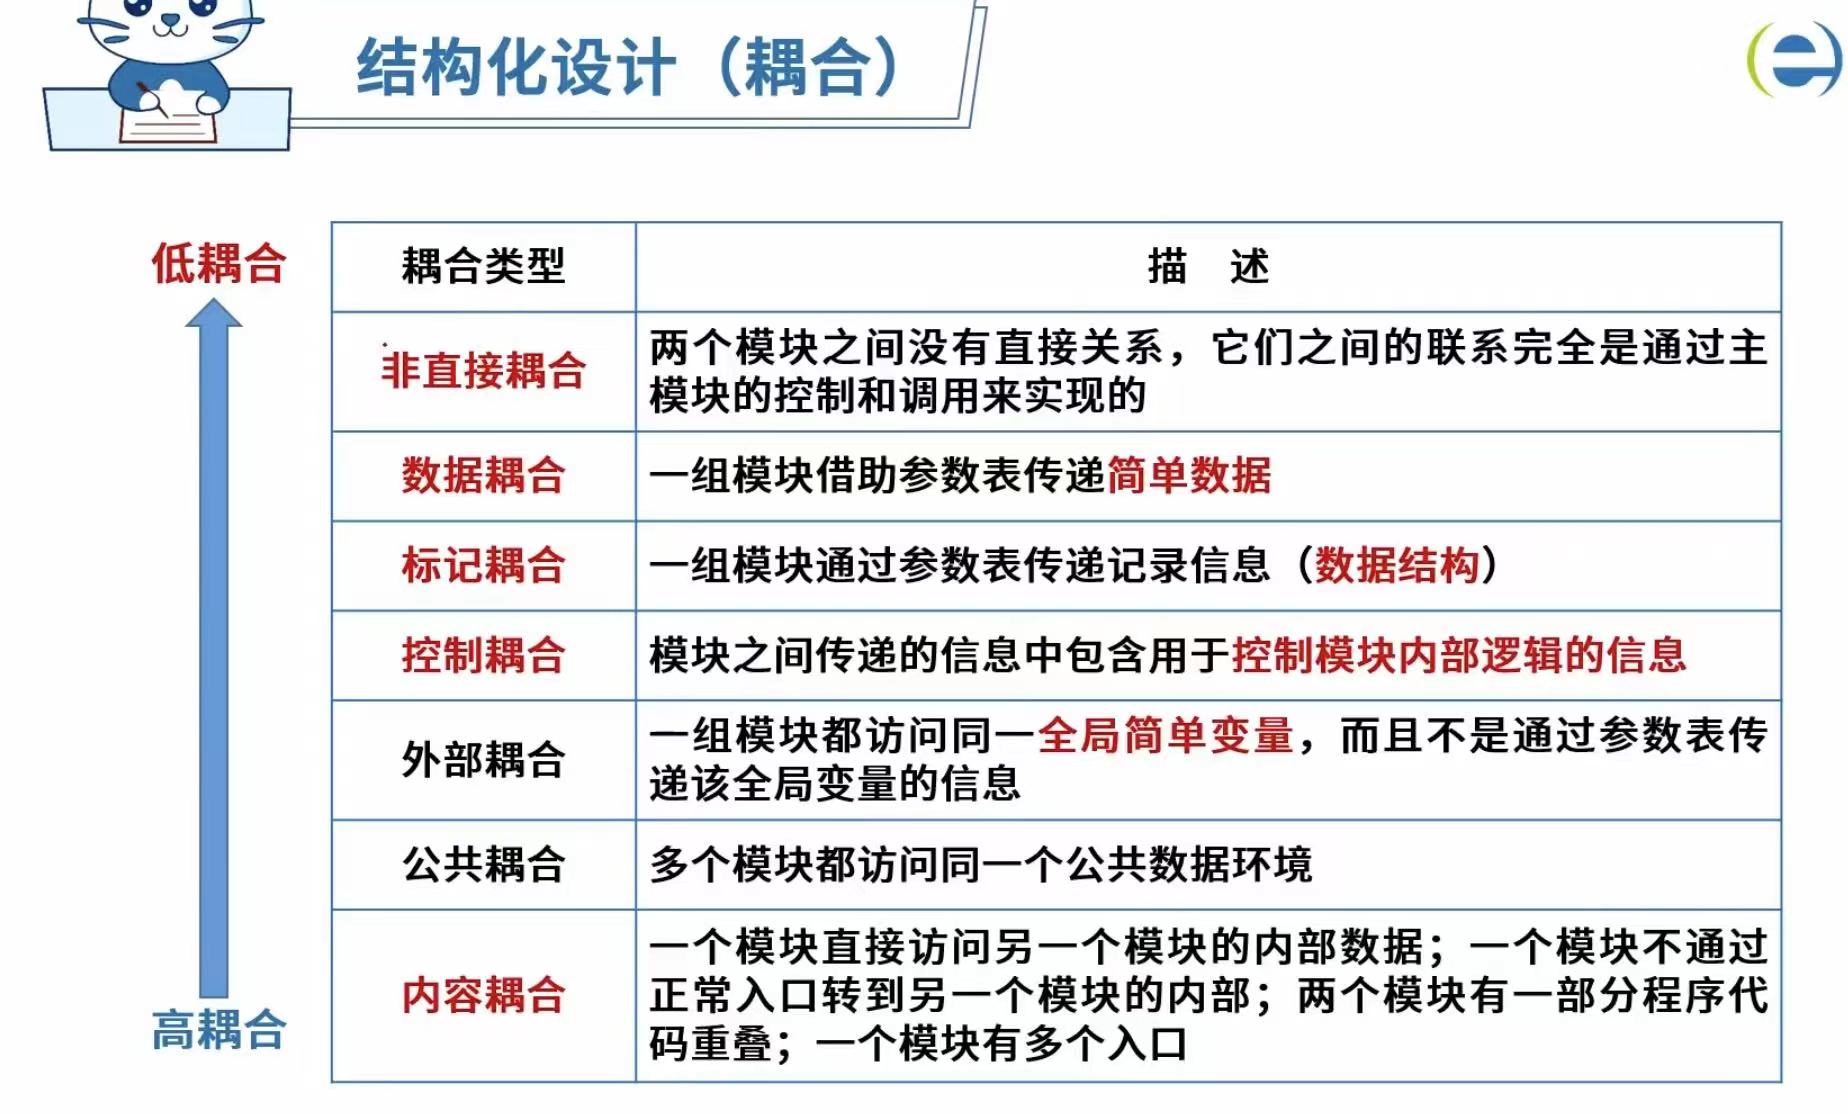 结构化设计（耦合）
低耦合
高耦合
耦合类型 描 述
非直接耦合 两个模块之间没有直接关系，它们之间的联系完全是通过主
模块的控制和调用来实现的
数据耦合 一组模块借助参数表传递简单数据
标记耦合 一组模块通过参数表传递记录信息（数据结构）
控制耦合 模块之间传递的信息中包含用于控制模块内部逻辑的信息
外部耦合 一组模块都访问同一全局简单变量，而且不是通过参数表传
递该全局变量的信息
公共耦合 多个模块都访问同一个公共数据环境
内容耦合 一个模块直接访问另一个模块的内部数据；一个模块不通过
正常入口转到另一个模块的内部；两个模块有一部分程序代
码重叠；一个模块有多个入口